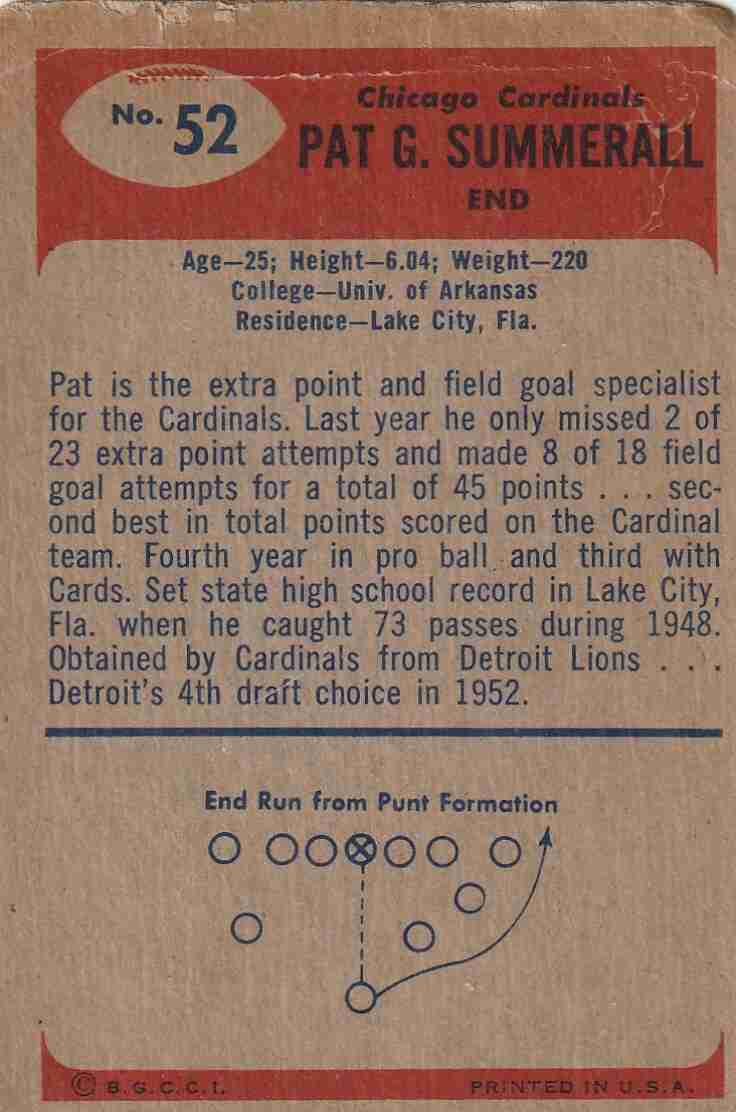 No. 52
Chicago Cardinals
PAT G. SUMMERALL
END
Age—25; Height—6.04; Weight—220
College—Univ. of Arkansas
Residence—Lake City, Fla.
Pat is the extra point and field goal specialist
for the Cardinals. Last year he only missed 2 of
23 extra point attempts and made 8 of 18 field
goal attempts for a total of 45 points . . . sec-
ond best in total points scored on the Cardinal
team. Fourth year in pro ball and third with
Cards. Set state high school record in Lake City,
Fla. when he caught 73 passes during 1948.
Obtained by Cardinals from Detroit Lions . . .
Detroit's 4th draft choice in 1952.
End Run from Punt Formation
© B.G.C.C.I.
PRINTED IN U.S.A.